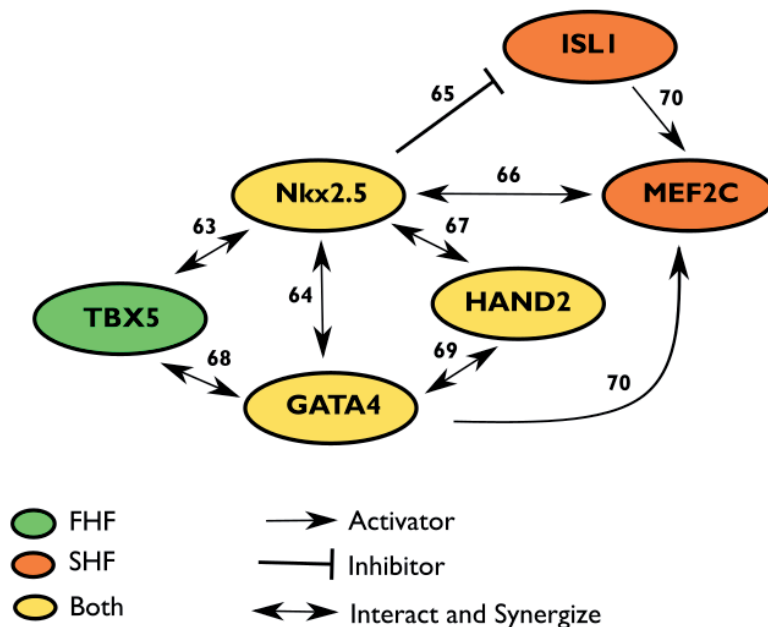 ISL1
65
70
Nkx2.5
66
MEF2C
63
67
64
HAND2
TBX5
68
69
GATA4
70
FHF
Activator
SHF
Inhibitor
Both
Interact and Synergize